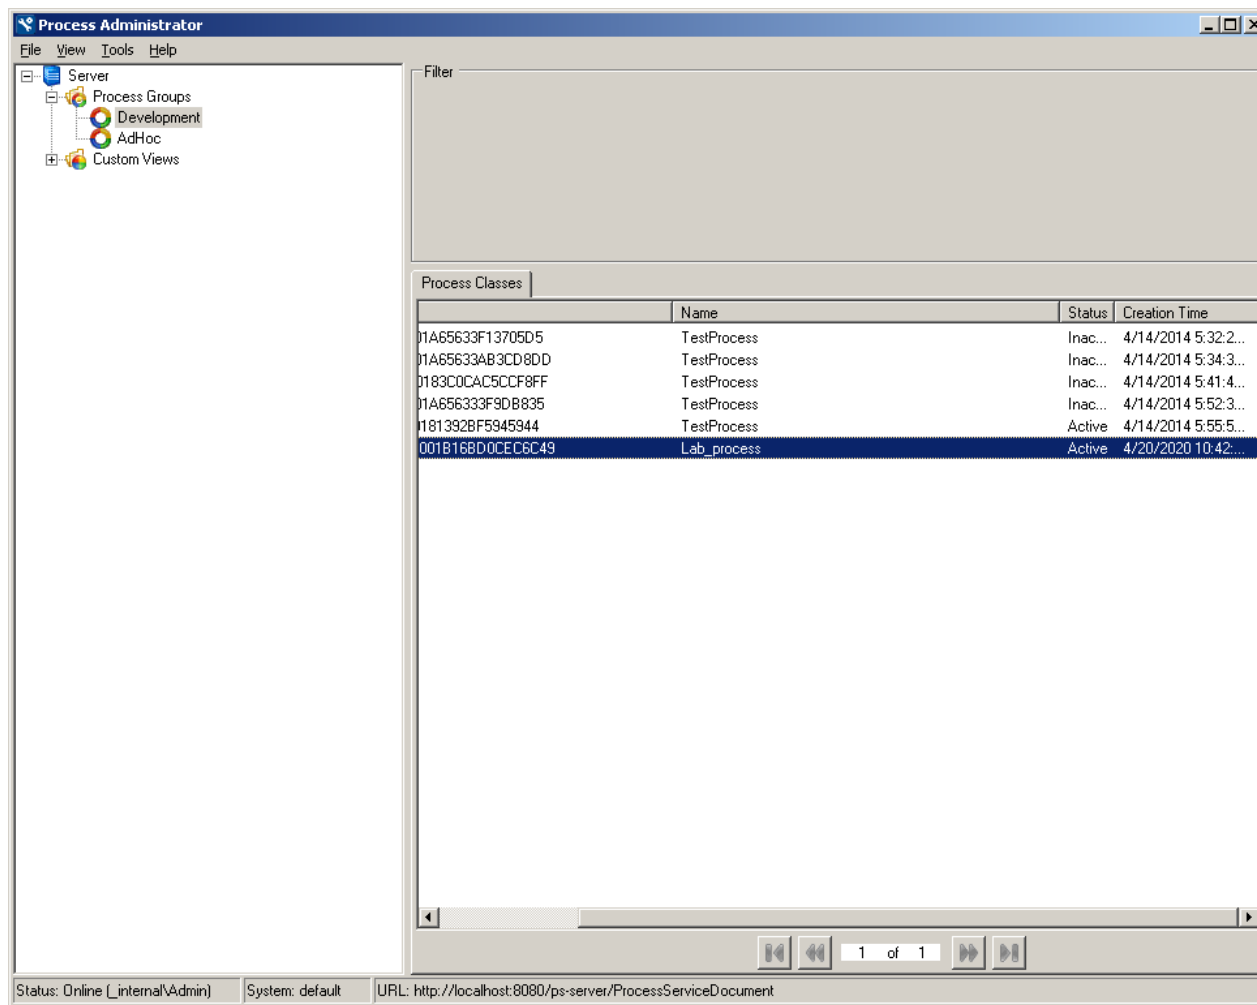 Process Administrator
File View Tools Help
Server
Process Groups
Development
AdHoc
Custom Views
Filter
Process Classes
Name Status Creation Time
01A65633F13705D5 TestProcess Inac... 4/14/2014 5:32:2...
01A65633AB3CD8DD TestProcess Inac... 4/14/2014 5:34:3...
0183C0CAC5CCF8FF TestProcess Inac... 4/14/2014 5:41:4...
01A656333F9DB835 TestProcess Inac... 4/14/2014 5:52:3...
0181392BF5945944 TestProcess Active 4/14/2014 5:55:5...
001B16BD0CEC6C49 Lab_process Active 4/20/2020 10:42:...
1 of 1
Status: Online (_internal\Admin) System: default URL: http://localhost:8080/ps-server/ProcessServiceDocument